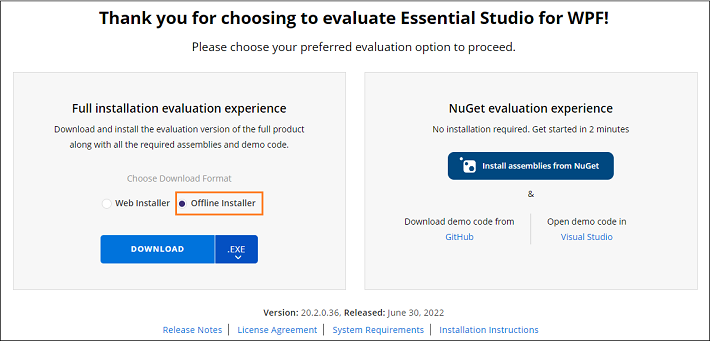 Thank you for choosing to evaluate Essential Studio for WPF!
Please choose your preferred evaluation option to proceed.
Full installation evaluation experience
Download and install the evaluation version of the full product
along with all the required assemblies and demo code.
Choose Download Format
Web Installer
Offline Installer
DOWNLOAD
.EXE
NuGet evaluation experience
No installation required. Get started in 2 minutes
Install assemblies from NuGet
&
Download demo code from
GitHub
Open demo code in
Visual Studio
Version: 20.2.0.36, Released: June 30, 2022
Release Notes | License Agreement | System Requirements | Installation Instructions